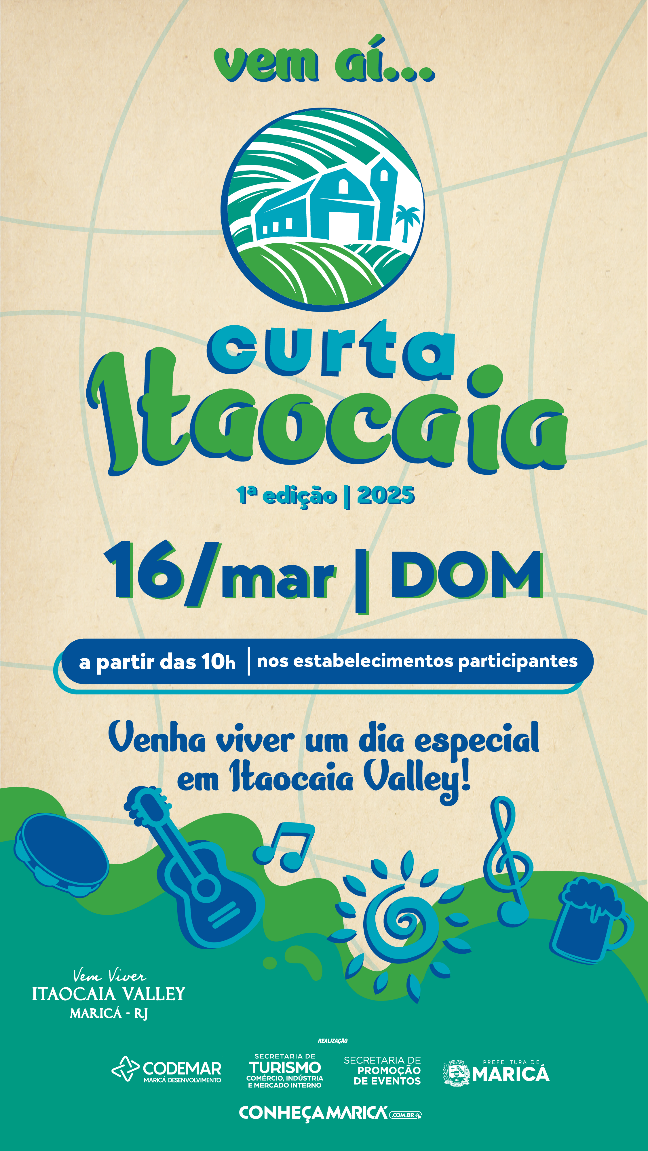 vem aí...
curta
Itaocaia
1ª edição | 2025
16/mar | DOM
a partir das 10h | nos estabelecimentos participantes
Venha viver um dia especial
em Itaocaia Valley!
Vem Viver
ITAOCAIA VALLEY
MARICÁ - RJ
REALIZAÇÃO
CODEMAR
MARICÁ DESENVOLVIMENTO
SECRETARIA DE
TURISMO
COMÉRCIO, INDÚSTRIA
E MERCADO INTERNO
SECRETARIA DE
PROMOÇÃO
DE EVENTOS
PREFEITURA DE
MARICÁ
CONHEÇAMARICÁ .COM.BR